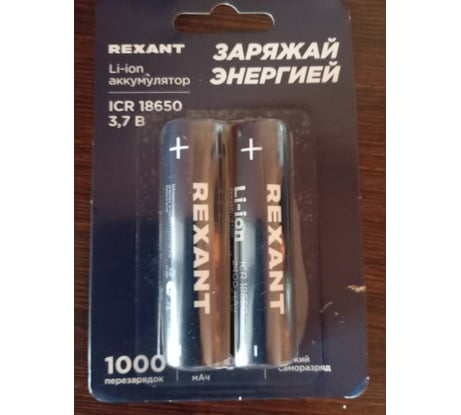 REXANT
Li-ion
аккумулятор
ICR 18650
3,7 В
ЗАРЯЖАЙ
ЭНЕРГИЕЙ
+
REXANT
+
REXANT
Li-ion
ICR 18650
-
1000
перезарядок
мАч
саморазряд